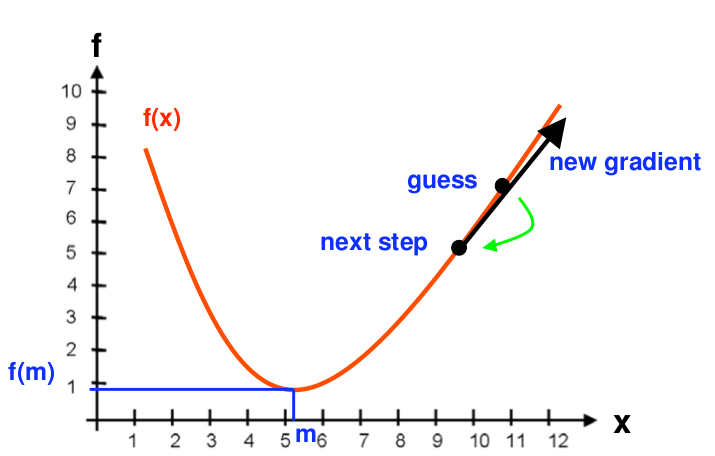 f
10
9
f(x)
8
new gradient
guess
7
6
next step
5
4
3
2
f(m)
1
x
m
1 2 3 4 5 6 7 8 9 10 11 12